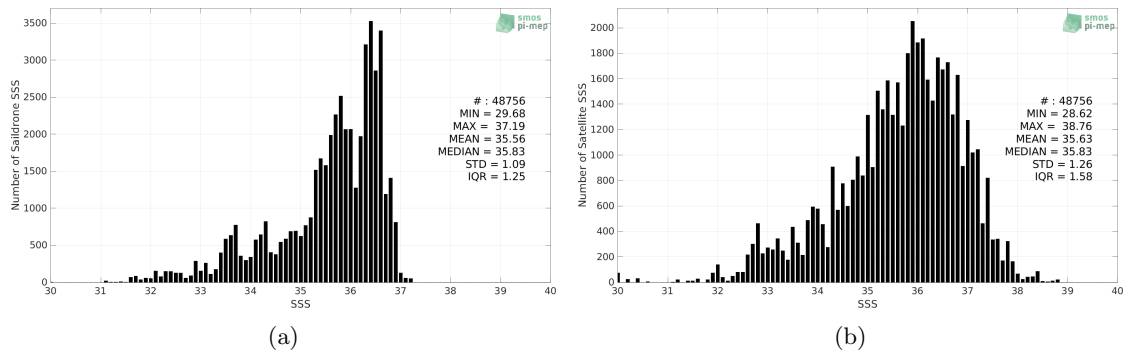 smos
pi-mep
Number of Saildrone SSS
3500
3000
2500
2000
1500
1000
500
0
# : 48756
MIN = 29.68
MAX = 37.19
MEAN = 35.56
MEDIAN = 35.83
STD = 1.09
IQR = 1.25
30 31 32 33 34 35 36 37 38 39 40
SSS
(a)
smos
pi-mep
Number of Satellite SSS
2000
1800
1600
1400
1200
1000
800
600
400
200
0
# : 48756
MIN = 28.62
MAX = 38.76
MEAN = 35.63
MEDIAN = 35.83
STD = 1.26
IQR = 1.58
30 31 32 33 34 35 36 37 38 39 40
SSS
(b)